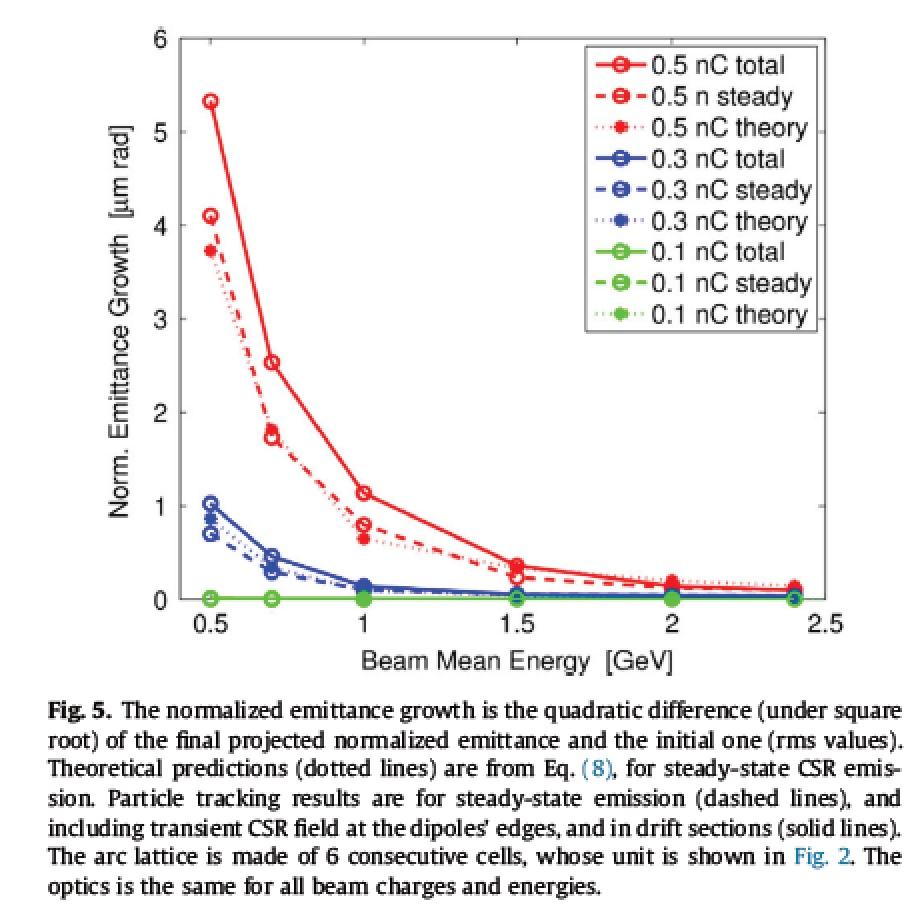 6
5
4
3
2
1
0
Norm. Emittance Growth [μm rad]
0.5 nC total
0.5 n steady
0.5 nC theory
0.3 nC total
0.3 nC steady
0.3 nC theory
0.1 nC total
0.1 nC steady
0.1 nC theory
0.5 1 1.5 2 2.5
Beam Mean Energy [GeV]
Fig. 5. The normalized emittance growth is the quadratic difference (under square
root) of the final projected normalized emittance and the initial one (rms values).
Theoretical predictions (dotted lines) are from Eq. (8), for steady-state CSR emis-
sion. Particle tracking results are for steady-state emission (dashed lines), and
including transient CSR field at the dipoles' edges, and in drift sections (solid lines).
The arc lattice is made of 6 consecutive cells, whose unit is shown in Fig. 2. The
optics is the same for all beam charges and energies.